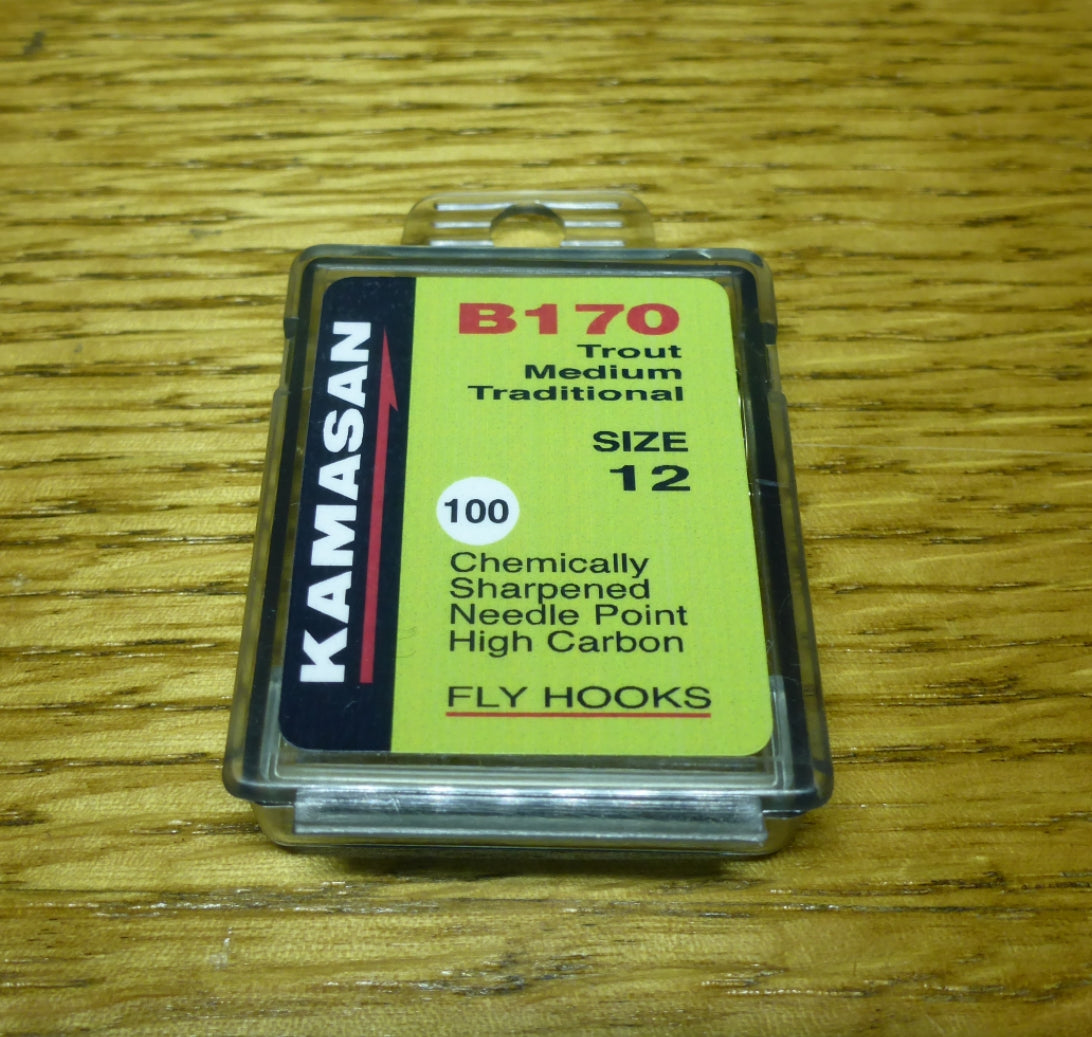 KAMASAN
B170
Trout
Medium
Traditional
SIZE
12
100
Chemically
Sharpened
Needle Point
High Carbon
FLY HOOKS